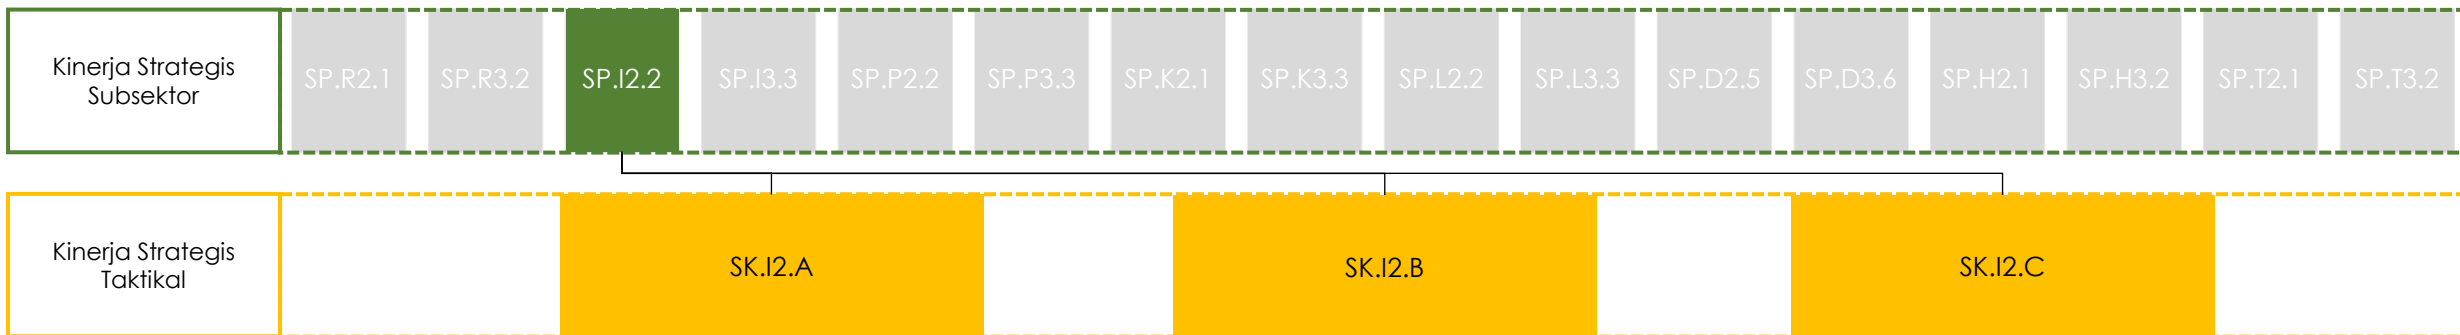 Kinerja Strategis
Subsektor
SP.R2.1
SP.R3.2
SP.I2.2
SP.I3.3
SP.P2.2
SP.P3.3
SP.K2.1
SP.K3.3
SP.L2.2
SP.L3.3
SP.D2.5
SP.D3.6
SP.H2.1
SP.H3.2
SP.T2.1
SP.T3.2
Kinerja Strategis
Taktikal
SK.I2.A
SK.I2.B
SK.I2.C